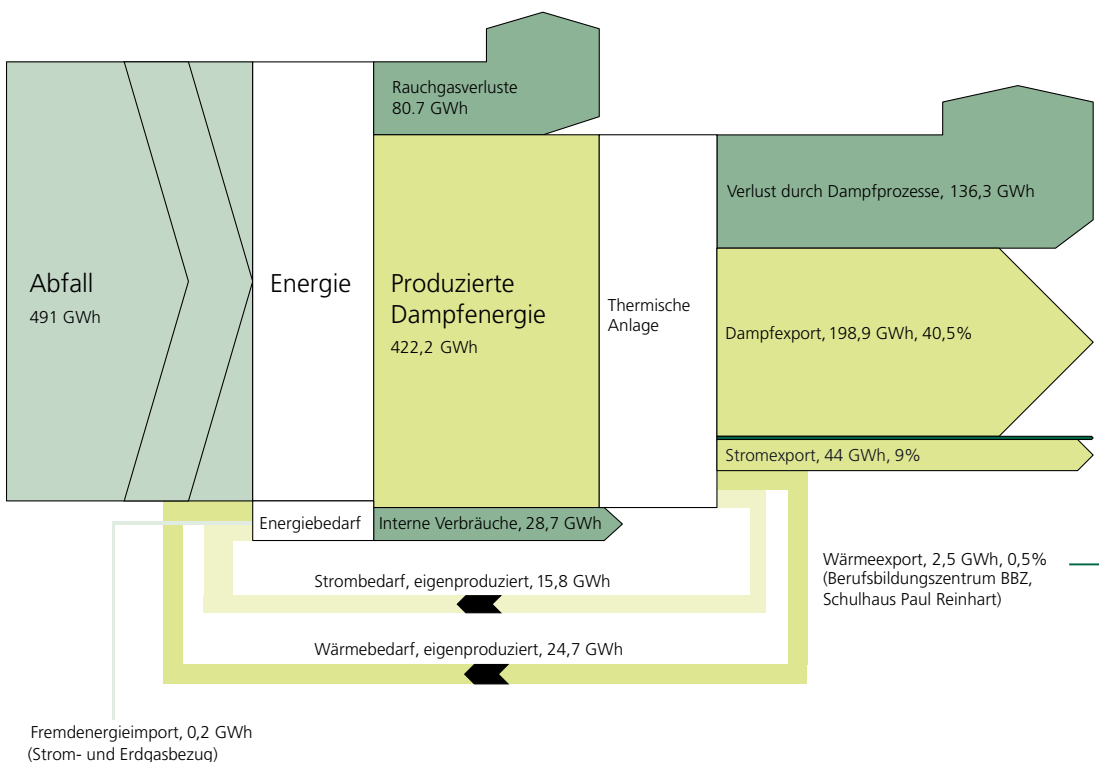 Rauchgasverluste
80.7 GWh
Verlust durch Dampfprozesse, 136,3 GWh
Abfall
491 GWh
Energie
Produzierte
Dampfenergie
422,2 GWh
Thermische
Anlage
Dampfexport, 198,9 GWh, 40,5%
Stromexport, 44 GWh, 9%
Energiebedarf
Interne Verbräuche, 28,7 GWh
Wärmeexport, 2,5 GWh, 0,5%
(Berufsbildungszentrum BBZ,
Schulhaus Paul Reinhart)
Strombedarf, eigenproduziert, 15,8 GWh
Wärmebedarf, eigenproduziert, 24,7 GWh
Fremdenergieimport, 0,2 GWh
(Strom- und Erdgasbezug)